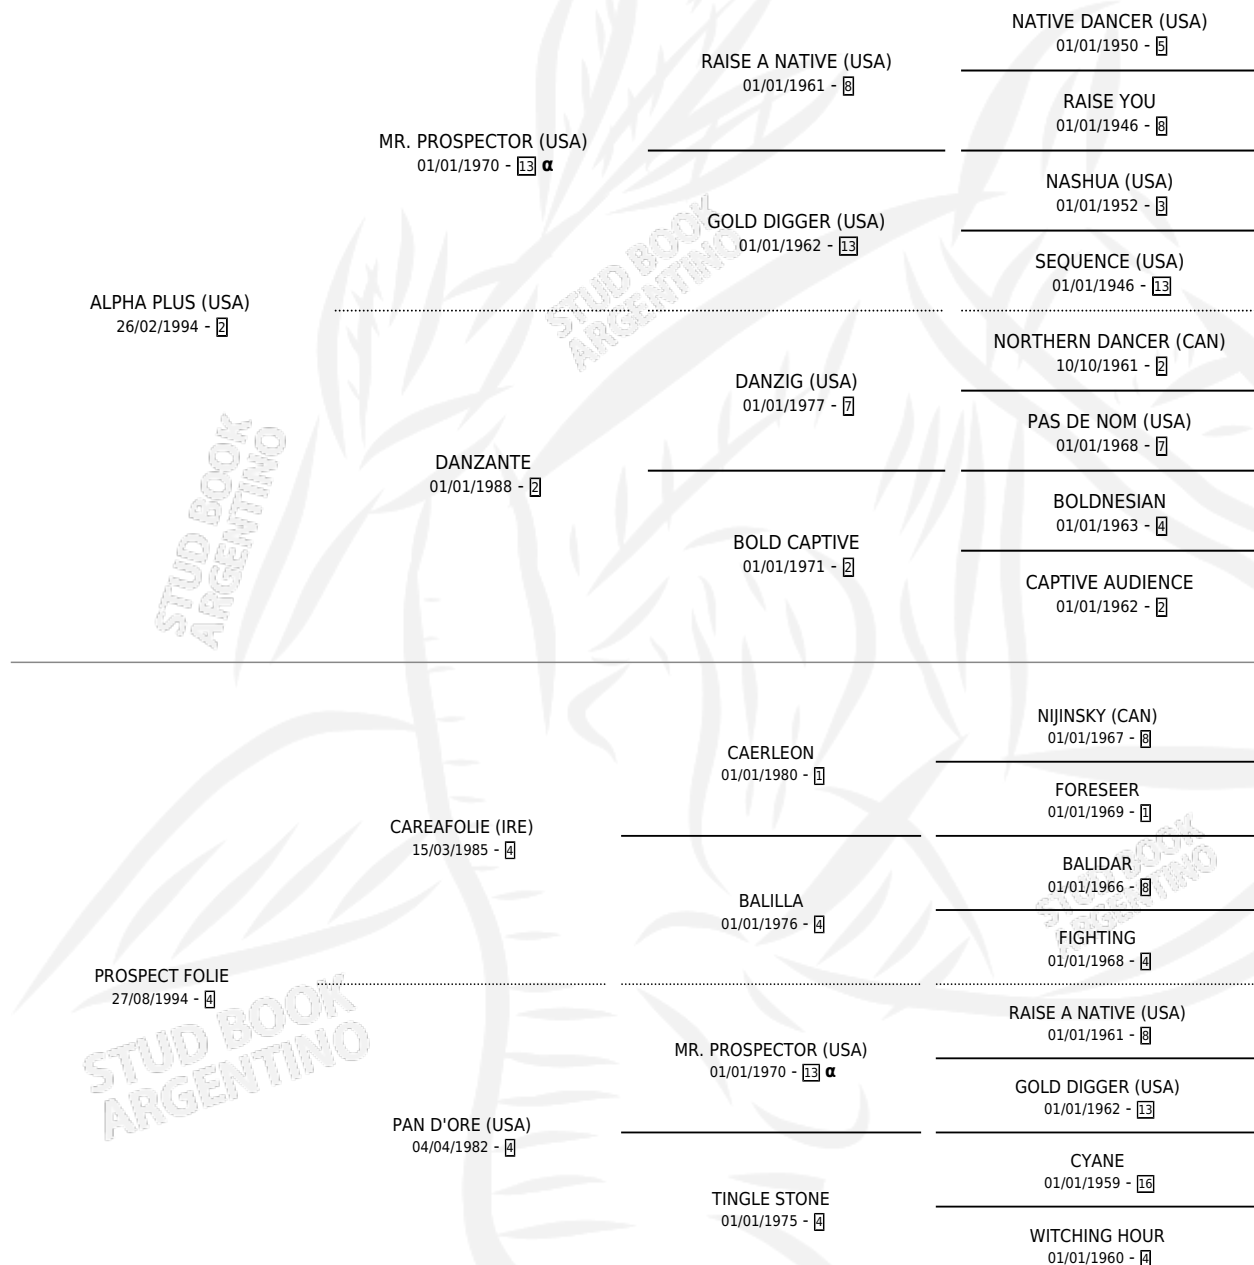 NATIVE DANCER (USA)
01/01/1950 - 5
RAISE A NATIVE (USA)
01/01/1961 - 8
RAISE YOU
01/01/1946 - 8
MR. PROSPECTOR (USA)
01/01/1970 - 13 α
NASHUA (USA)
01/01/1952 - 3
GOLD DIGGER (USA)
01/01/1962 - 13
SEQUENCE (USA)
01/01/1946 - 13
ALPHA PLUS (USA)
26/02/1994 - 2
NORTHERN DANCER (CAN)
10/10/1961 - 2
DANZIG (USA)
01/01/1977 - 7
PAS DE NOM (USA)
01/01/1968 - 7
DANZANTE
01/01/1988 - 2
BOLDNESIAN
01/01/1963 - 4
BOLD CAPTIVE
01/01/1971 - 2
CAPTIVE AUDIENCE
01/01/1962 - 2
NIJINSKY (CAN)
01/01/1967 - 8
CAERLEON
01/01/1980 - 1
FORESEER
01/01/1969 - 1
CAREAFOLIE (IRE)
15/03/1985 - 4
BALIDAR
01/01/1966 - 8
BALILLA
01/01/1976 - 4
FIGHTING
01/01/1968 - 4
PROSPECT FOLIE
27/08/1994 - 4
RAISE A NATIVE (USA)
01/01/1961 - 8
MR. PROSPECTOR (USA)
01/01/1970 - 13 α
GOLD DIGGER (USA)
01/01/1962 - 13
PAN D'ORE (USA)
04/04/1982 - 4
CYANE
01/01/1959 - 16
TINGLE STONE
01/01/1975 - 4
WITCHING HOUR
01/01/1960 - 4
STUD BOOK
ARGENTINO
STUD BOOK
ARGENTINO
STUD BOOK
ARGENTINO
STUD BOOK
ARGENTINO